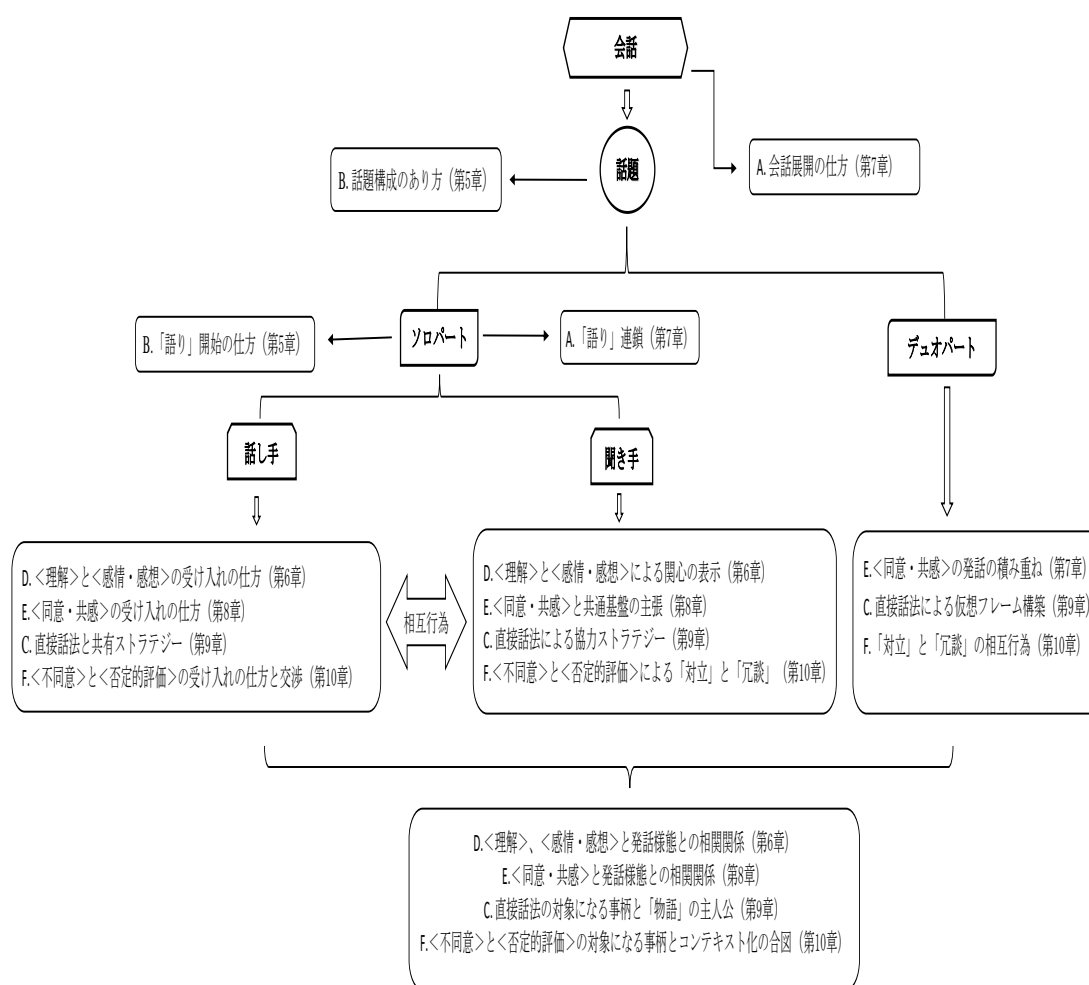 会話
話題
B. 話題構成のあり方（第5章）
A. 会話展開の仕方（第7章）
ソロパート
B.「語り」開始の仕方（第5章）
A.「語り」連鎖（第7章）
デュオパート
話し手
聞き手
D.＜理解＞と＜感情・感想＞の受け入れの仕方（第6章）
E.＜同意・共感＞の受け入れの仕方（第8章）
C. 直接話法と共有ストラテジー（第9章）
F.＜不同意＞と＜否定的評価＞の受け入れの仕方と交渉（第10章）
相互行為
D.＜理解＞と＜感情・感想＞による関心の表示（第6章）
E.＜同意・共感＞と共通基盤の主張（第8章）
C. 直接話法による協力ストラテジー（第9章）
F.＜不同意＞と＜否定的評価＞による「対立」と「冗談」（第10章）
E.＜同意・共感＞の発話の積み重ね（第7章）
C. 直接話法による仮想フレーム構築（第9章）
F.「対立」と「冗談」の相互行為（第10章）
D.＜理解＞、＜感情・感想＞と発話様態との相関関係（第6章）
E.＜同意・共感＞と発話様態との相関関係（第8章）
C. 直接話法の対象になる事柄と「物語」の主人公（第9章）
F.＜不同意＞と＜否定的評価＞の対象になる事柄とコンテキスト化の合図（第10章）